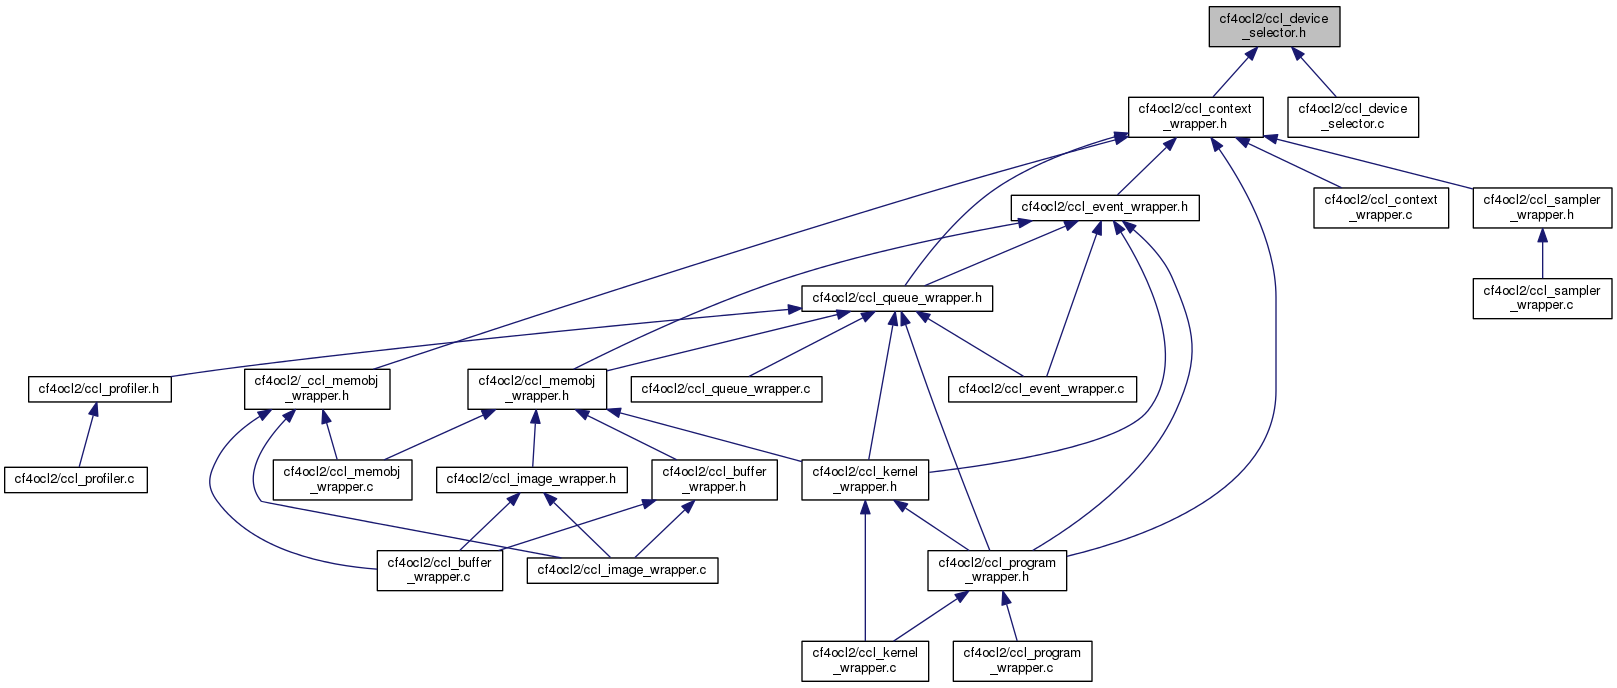 cf4ocl2/ccl_device
_selector.h
cf4ocl2/ccl_context
_wrapper.h
cf4ocl2/ccl_device
_selector.c
cf4ocl2/ccl_event_wrapper.h
cf4ocl2/ccl_context
_wrapper.c
cf4ocl2/ccl_sampler
_wrapper.h
cf4ocl2/ccl_queue_wrapper.h
cf4ocl2/ccl_sampler
_wrapper.c
cf4ocl2/ccl_profiler.h
cf4ocl2/_ccl_memobj
_wrapper.h
cf4ocl2/ccl_memobj
_wrapper.h
cf4ocl2/ccl_queue_wrapper.c
cf4ocl2/ccl_event_wrapper.c
cf4ocl2/ccl_profiler.c
cf4ocl2/ccl_memobj
_wrapper.c
cf4ocl2/ccl_image_wrapper.h
cf4ocl2/ccl_buffer
_wrapper.h
cf4ocl2/ccl_kernel
_wrapper.h
cf4ocl2/ccl_buffer
_wrapper.c
cf4ocl2/ccl_image_wrapper.c
cf4ocl2/ccl_program
_wrapper.h
cf4ocl2/ccl_kernel
_wrapper.c
cf4ocl2/ccl_program
_wrapper.c